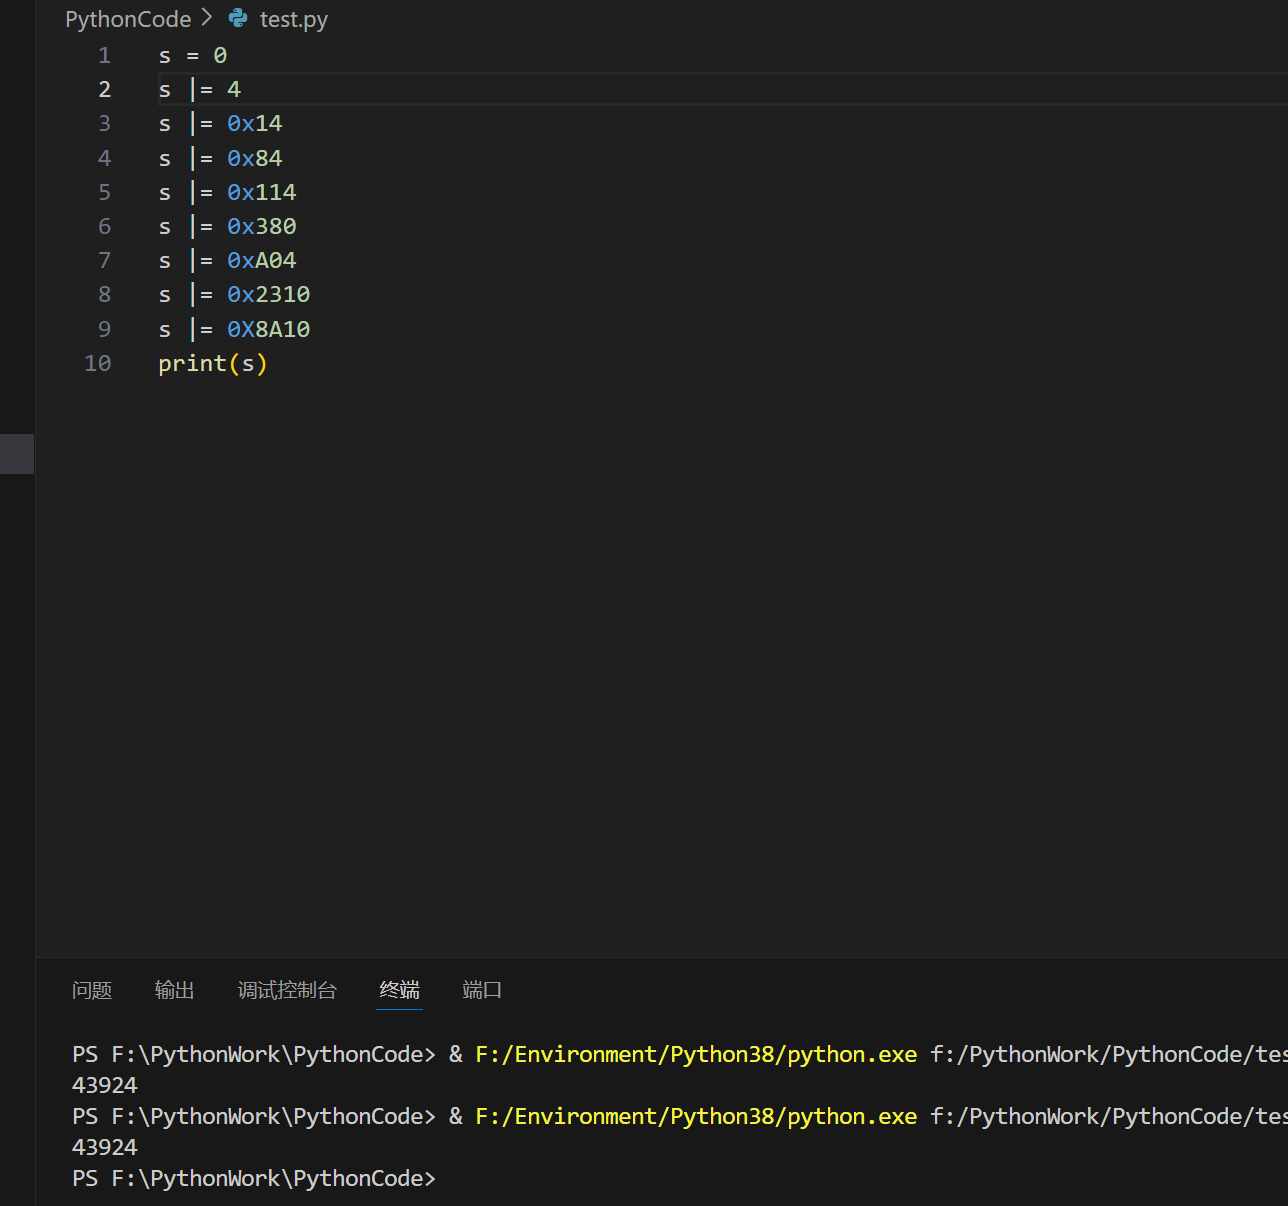 PythonCode > test.py
1 s = 0
2 s |= 4
3 s |= 0x14
4 s |= 0x84
5 s |= 0x114
6 s |= 0x380
7 s |= 0xA04
8 s |= 0x2310
9 s |= 0X8A10
10 print(s)
问题 输出 调试控制台 终端 端口
PS F:\PythonWork\PythonCode> & F:/Environment/Python38/python.exe f:/PythonWork/PythonCode/tes
43924
PS F:\PythonWork\PythonCode> & F:/Environment/Python38/python.exe f:/PythonWork/PythonCode/tes
43924
PS F:\PythonWork\PythonCode>